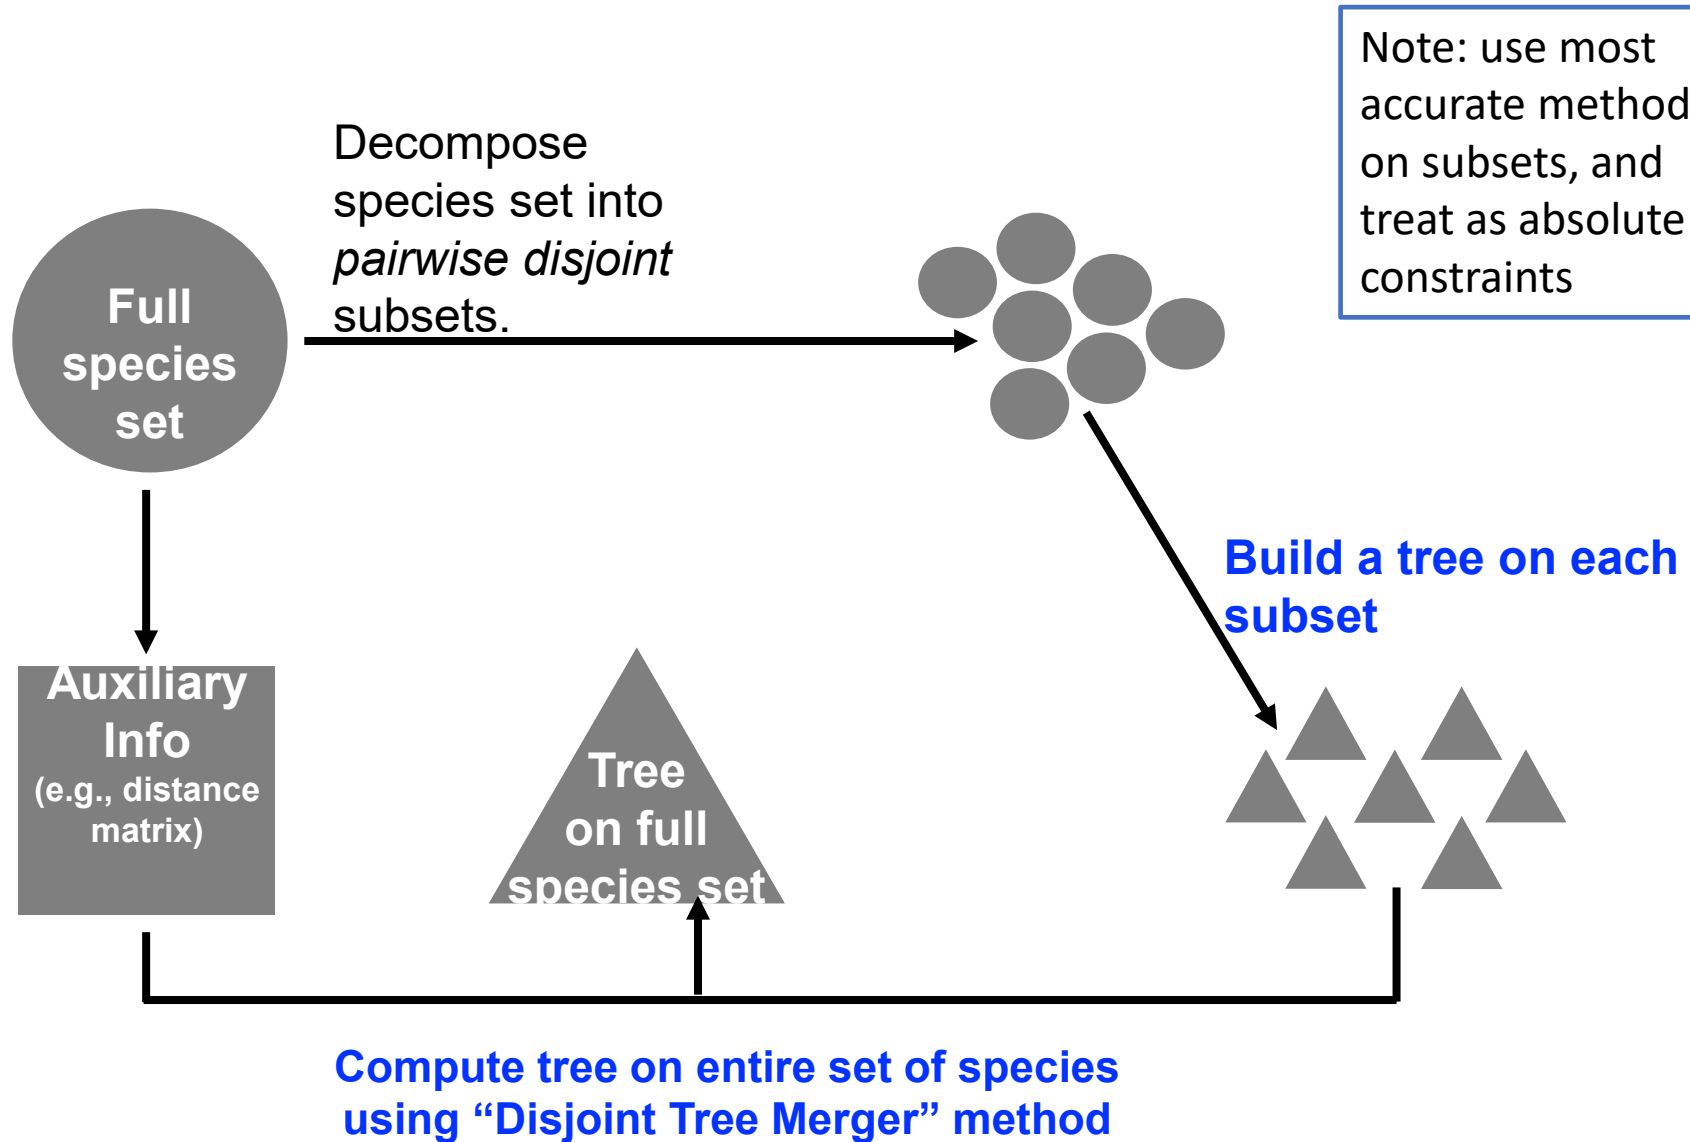 Note: use most
accurate method
on subsets, and
treat as absolute
constraints
Decompose
species set into
pairwise disjoint
subsets.
Full
species
set
Build a tree on each
subset
Auxiliary
Info
(e.g., distance
matrix)
Tree
on full
species set
Compute tree on entire set of species
using “Disjoint Tree Merger” method